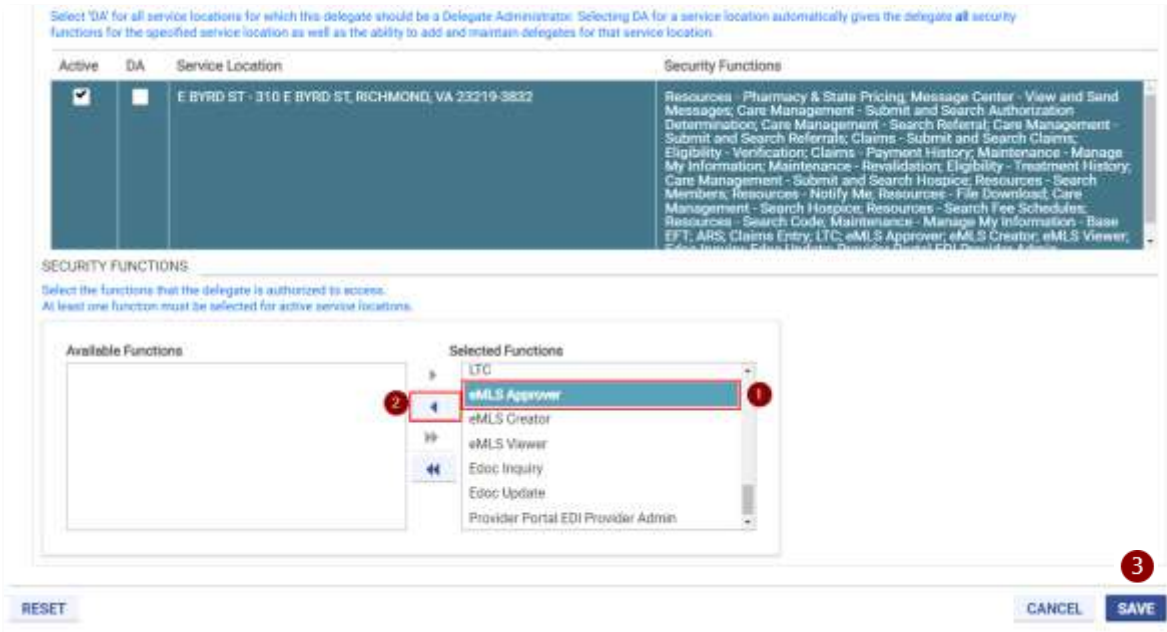 Select 'DA' for all service locations for which this delegate should be a Delegate Administrator. Selecting DA for a service location automatically gives the delegate all security
functions for the specified service location as well as the ability to add and maintain delegates for that service location.
Active DA Service Location Security Functions
E BYRD ST - 310 E BYRD ST, RICHMOND, VA 23219-3832
Resources - Pharmacy & State Pricing; Message Center - View and Send
Messages; Care Management - Submit and Search Authorization
Determination; Care Management - Search Referral; Care Management -
Submit and Search Referrals; Claims - Submit and Search Claims;
Eligibility - Verification; Claims - Payment History; Maintenance - Manage
My Information; Maintenance - Revalidation; Eligibility - Treatment History;
Care Management - Submit and Search Hospice; Resources - Search
Members; Resources - Notify Me; Resources - File Download; Care
Management - Search Hospice; Resources - Search Fee Schedules;
Resources - Search Code; Maintenance - Manage My Information - Base
EFT; ARS; Claims Entry; LTC; eMLS Approver; eMLS Creator; eMLS Viewer;
Edoc Inquiry; Edoc Update; Provider Portal EDI Provider Admin
SECURITY FUNCTIONS
Select the functions that the delegate is authorized to access.
At least one function must be selected for active service locations.
Available Functions Selected Functions
LTC
eMLS Approver 1
2
eMLS Creator
eMLS Viewer
Edoc Inquiry
Edoc Update
Provider Portal EDI Provider Admin
3
RESET CANCEL SAVE